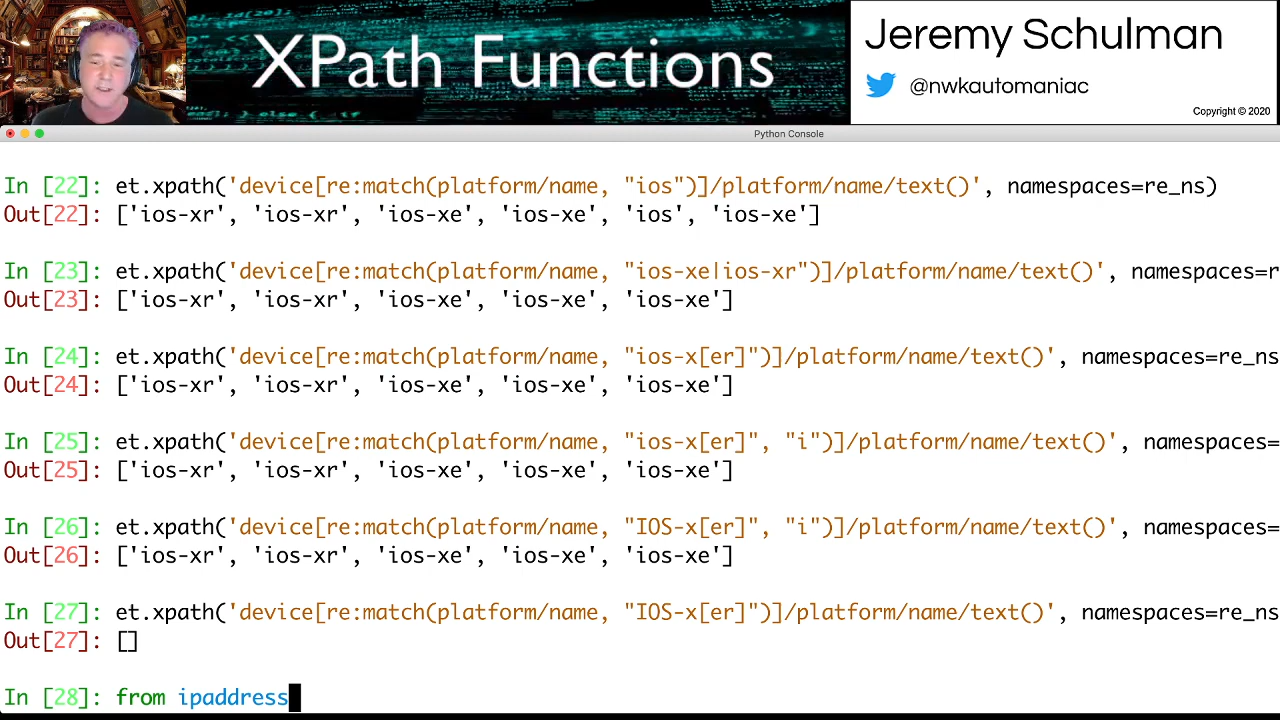 XPath Functions
Jeremy Schulman
@nwkautomaniac
Copyright © 2020
Python Console
In [22]: et.xpath('device[re:match(platform/name, "ios")]/platform/name/text()', namespaces=re_ns)
Out[22]: ['ios-xr', 'ios-xr', 'ios-xe', 'ios-xe', 'ios', 'ios-xe']
In [23]: et.xpath('device[re:match(platform/name, "ios-xe|ios-xr")]/platform/name/text()', namespaces=r
Out[23]: ['ios-xr', 'ios-xr', 'ios-xe', 'ios-xe', 'ios-xe']
In [24]: et.xpath('device[re:match(platform/name, "ios-x[er]")]/platform/name/text()', namespaces=re_ns
Out[24]: ['ios-xr', 'ios-xr', 'ios-xe', 'ios-xe', 'ios-xe']
In [25]: et.xpath('device[re:match(platform/name, "ios-x[er]", "i")]/platform/name/text()', namespaces=
Out[25]: ['ios-xr', 'ios-xr', 'ios-xe', 'ios-xe', 'ios-xe']
In [26]: et.xpath('device[re:match(platform/name, "IOS-x[er]", "i")]/platform/name/text()', namespaces=
Out[26]: ['ios-xr', 'ios-xr', 'ios-xe', 'ios-xe', 'ios-xe']
In [27]: et.xpath('device[re:match(platform/name, "IOS-x[er]")]/platform/name/text()', namespaces=re_ns
Out[27]: []
In [28]: from ipaddress